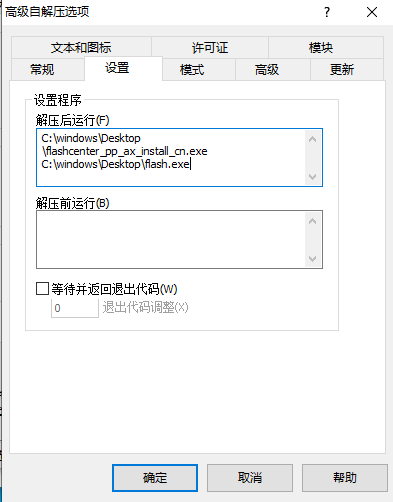 高级自解压选项
文本和图标 许可证 模块
常规 设置 模式 高级 更新
设置程序
解压后运行(F)
C:\windows\Desktop
\flashcenter_pp_ax_install_cn.exe
C:\windows\Desktop\flash.exe
解压前运行(B)
等待并返回退出代码(W)
0 退出代码调整(X)
确定 取消 帮助